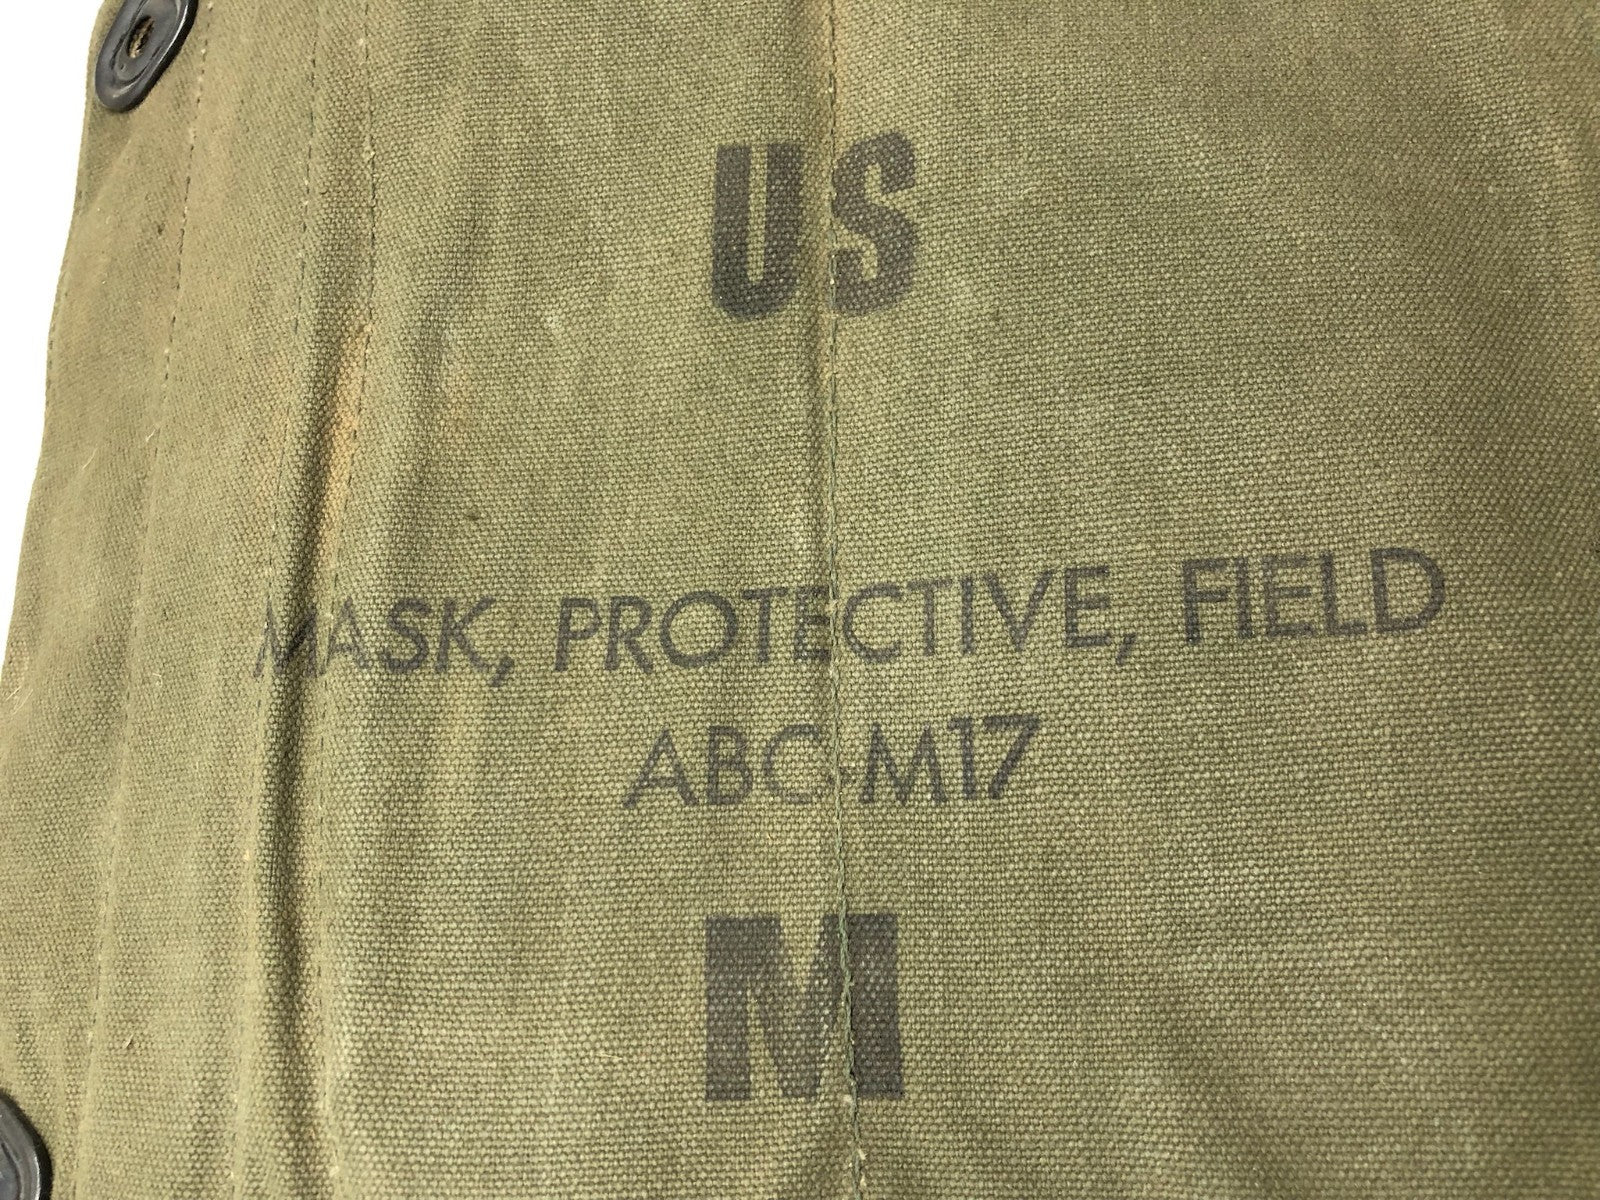 US
MASK, PROTECTIVE, FIELD
ABC-M17
M